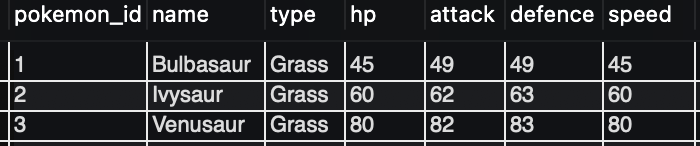 pokemon_id name type hp attack defence speed
1 Bulbasaur Grass 45 49 49 45
2 Ivysaur Grass 60 62 63 60
3 Venusaur Grass 80 82 83 80